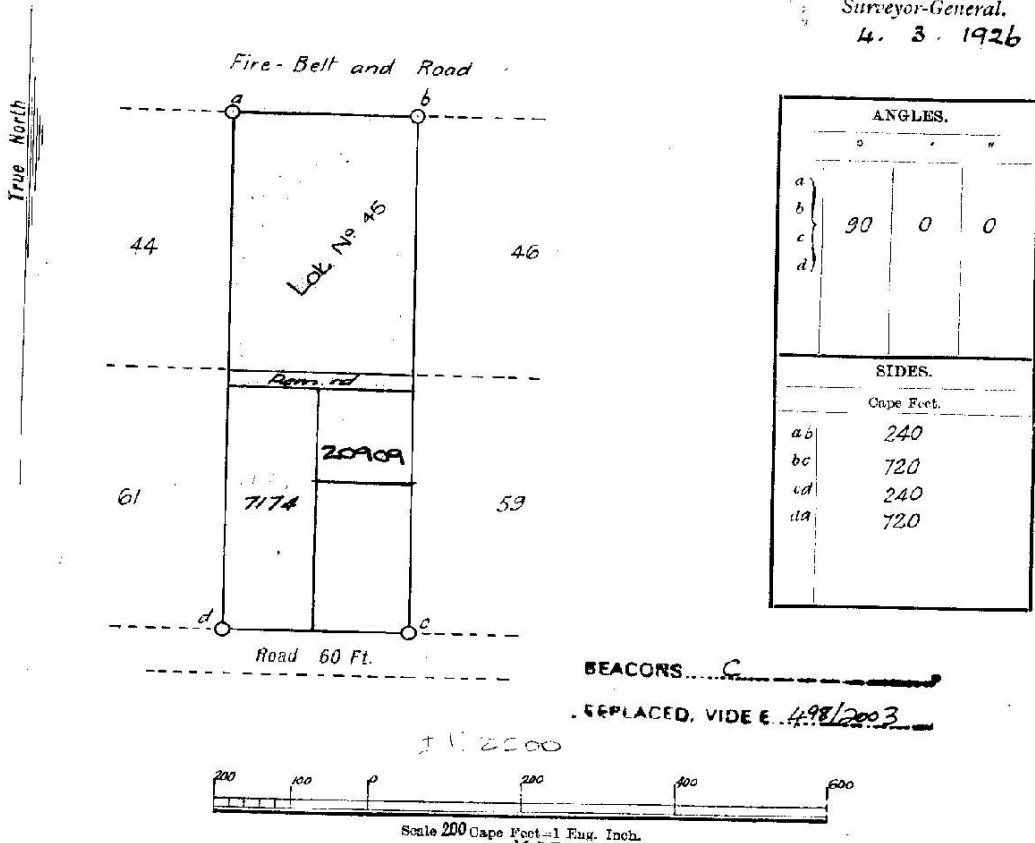 Surveyor-General.
4. 3. 1926
Fire-Belt and Road
True North
a b
44
Lot No. 45
46
rd
20909
61
7174
59
d c
Road 60 Ft.
ANGLES.
° ' "
a
b
c
d
90 0 0
SIDES.
Cape Feet.
ab 240
bc 720
cd 240
da 720
BEACONS C
REPLACED, VIDE E 498/2003
± 1: 2500
200 100 0 200 400 600
Scale 200 Cape Feet=1 Eng. Inch.